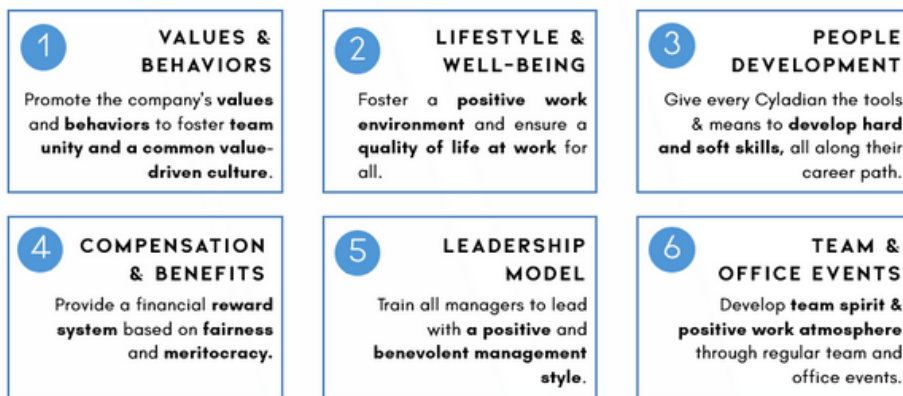 1
VALUES &
BEHAVIORS
Promote the company's values
and behaviors to foster team
unity and a common value-
driven culture.
2
LIFESTYLE &
WELL-BEING
Foster a positive work
environment and ensure a
quality of life at work for
all.
3
PEOPLE
DEVELOPMENT
Give every Cyladian the tools
& means to develop hard
and soft skills, all along their
career path.
4
COMPENSATION
& BENEFITS
Provide a financial reward
system based on fairness
and meritocracy.
5
LEADERSHIP
MODEL
Train all managers to lead
with a positive and
benevolent management
style.
6
TEAM &
OFFICE EVENTS
Develop team spirit &
positive work atmosphere
through regular team and
office events.